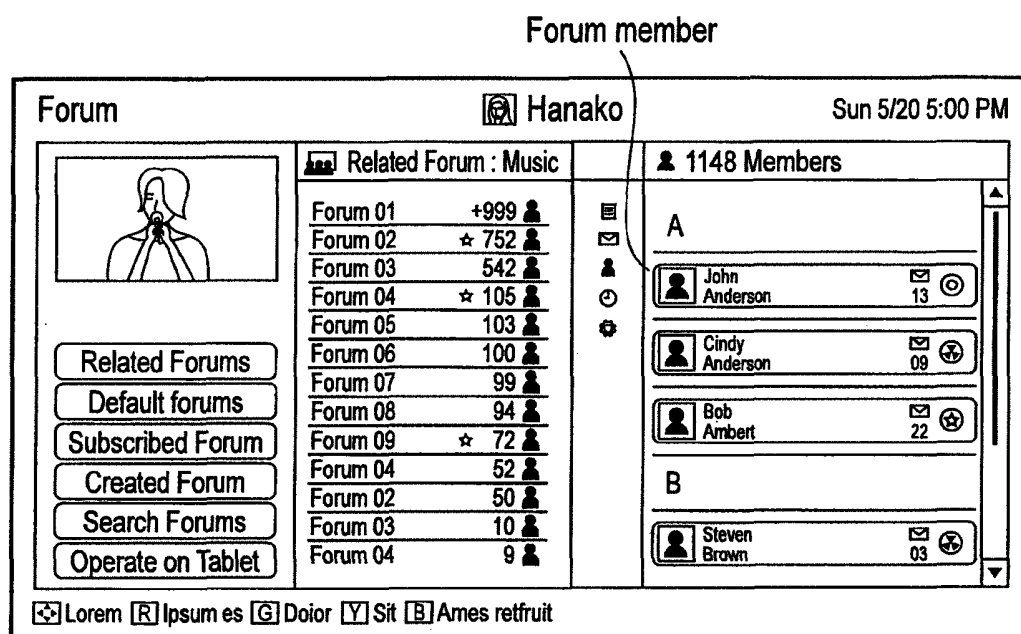 Forum member
Forum Hanako Sun 5/20 5:00 PM
Related Forum : Music
1148 Members
Related Forums
Default forums
Subscribed Forum
Created Forum
Search Forums
Operate on Tablet
Forum 01 +999
Forum 02 ☆ 752
Forum 03 542
Forum 04 ☆ 105
Forum 05 103
Forum 06 100
Forum 07 99
Forum 08 94
Forum 09 ☆ 72
Forum 04 52
Forum 02 50
Forum 03 10
Forum 04 9
A
John
Anderson 13
Cindy
Anderson 09
Bob
Ambert 22
B
Steven
Brown 03
Lorem R Ipsum es G Dolor Y Sit B Ames retfruit